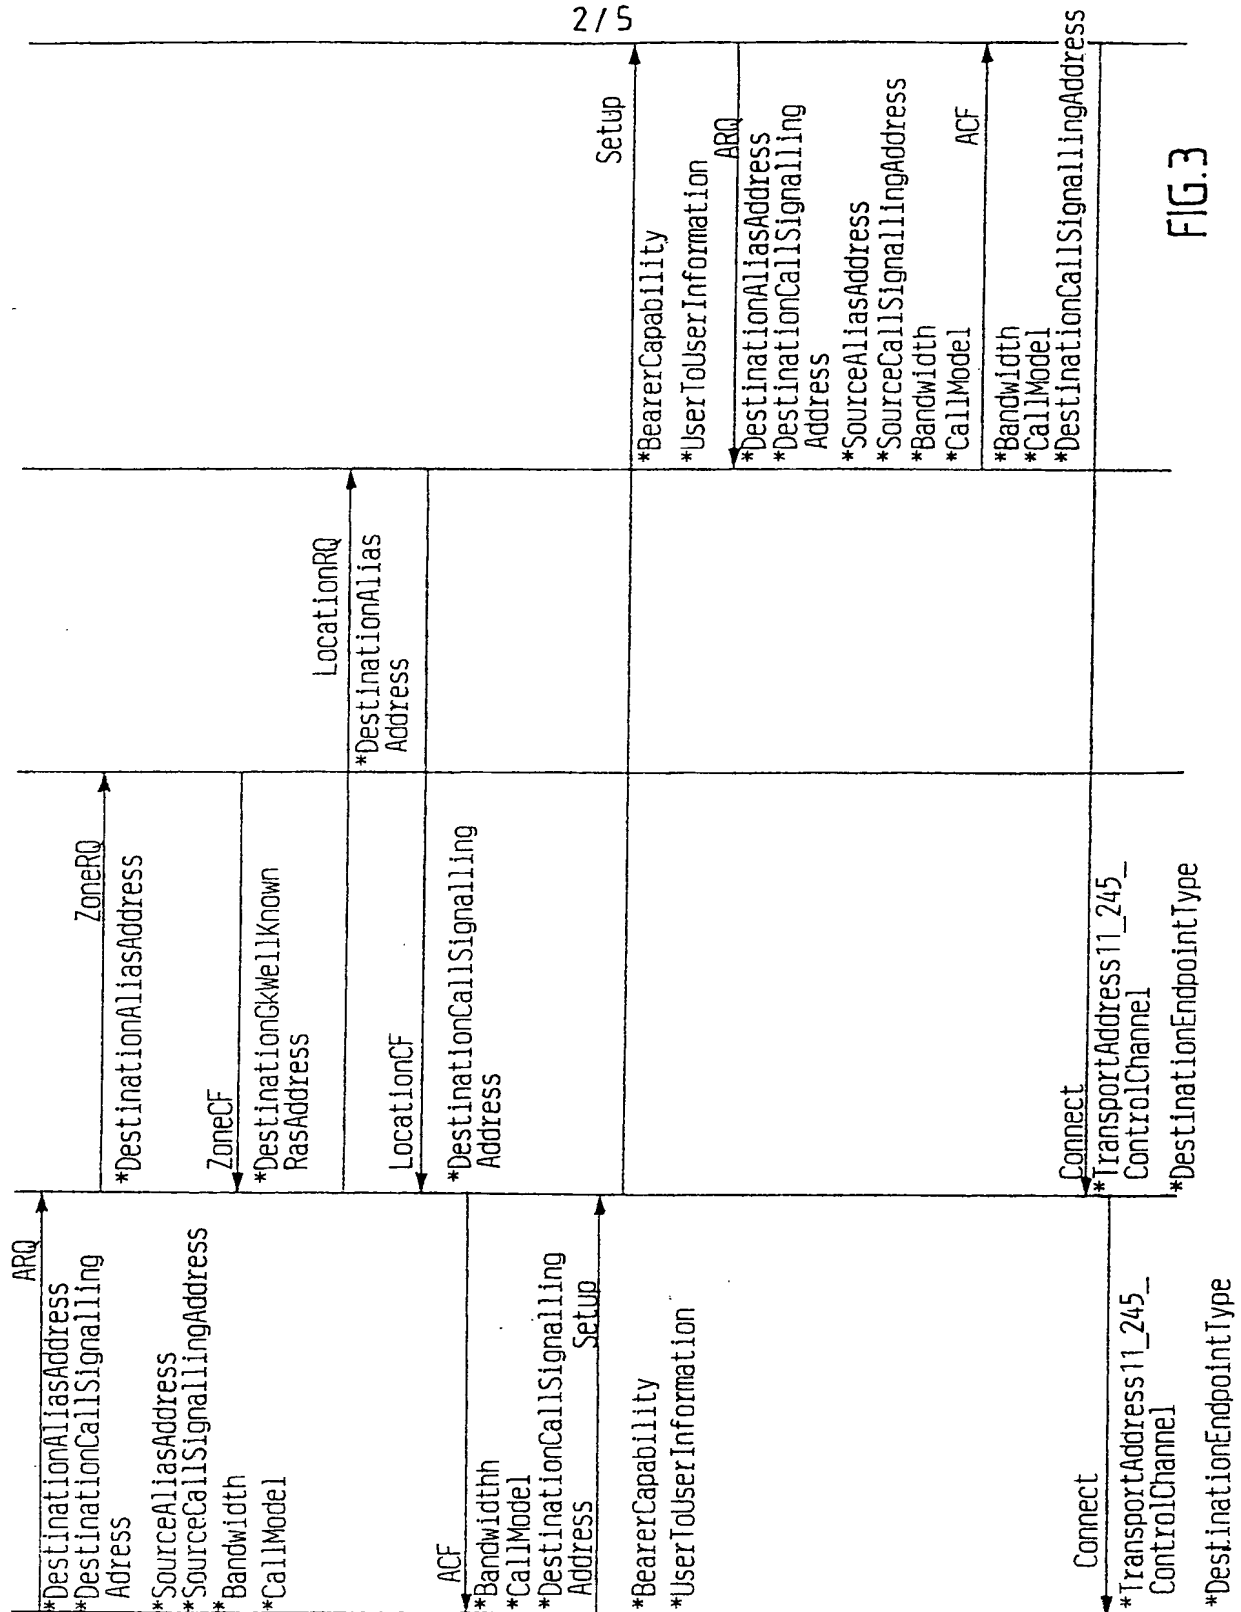 2/5
ARQ
*DestinationAliasAddress
*DestinationCallSignalling
Adress
*SourceAliasAddress
*SourceCallSignallingAddress
*Bandwidth
*CallModel
ZoneRQ
*DestinationAliasAddress
ZoneCF
*DestinationGkWellKnown
RasAddress
LocationRQ
*DestinationAlias
Address
LocationCF
*DestinationCallSignalling
Address
ACF
*Bandwidthh
*CallModel
*DestinationCallSignalling
Address
Setup
*BearerCapability
*UserToUserInformation
Setup
*BearerCapability
*UserToUserInformation
ARQ
*DestinationAliasAddress
*DestinationCallSignalling
Address
*SourceAliasAddress
*SourceCallSignallingAddress
*Bandwidth
*CallModel
ACF
*Bandwidth
*CallModel
*DestinationCallSignallingAddress
Connect
*TransportAddress11_245_
ControlChannel
*DestinationEndpointType
Connect
*TransportAddress11_245_
ControlChannel
*DestinationEndpointType
FIG.3